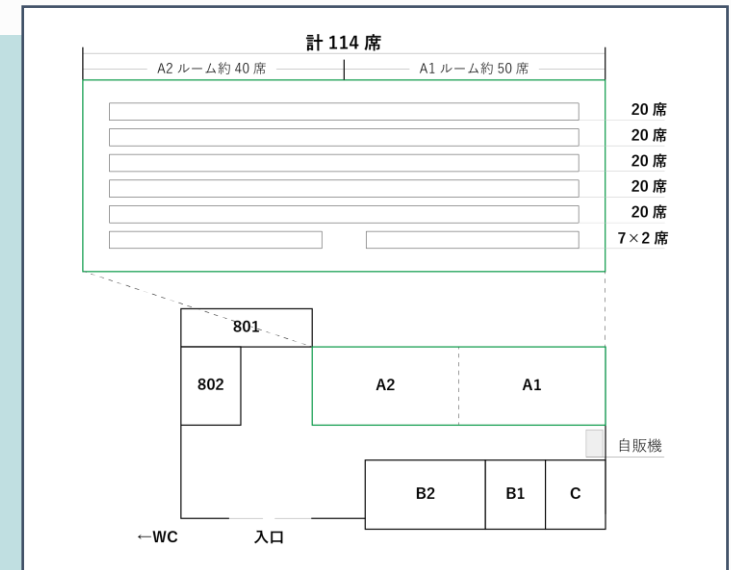 計 114 席
A2 ルーム約 40 席
A1 ルーム約 50 席
20 席
20 席
20 席
20 席
20 席
7×2 席
801
802
A2
A1
自販機
B2
B1
C
←WC
入口